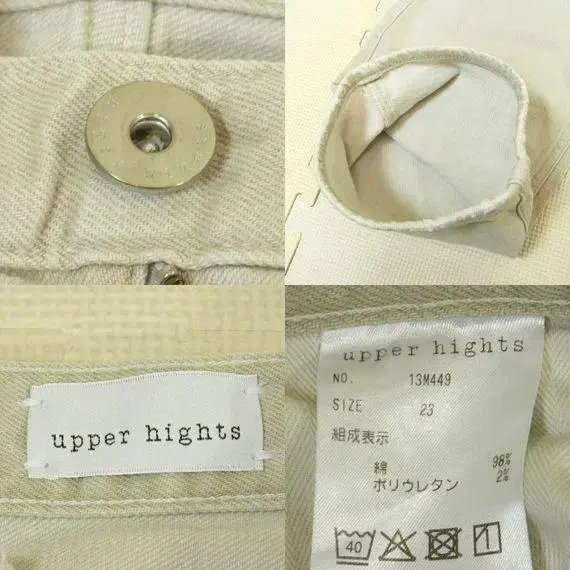 upper hights
upper hights
NO. 13M449
SIZE 23
組成表示
綿 98%
ポリウレタン 2%
40
1